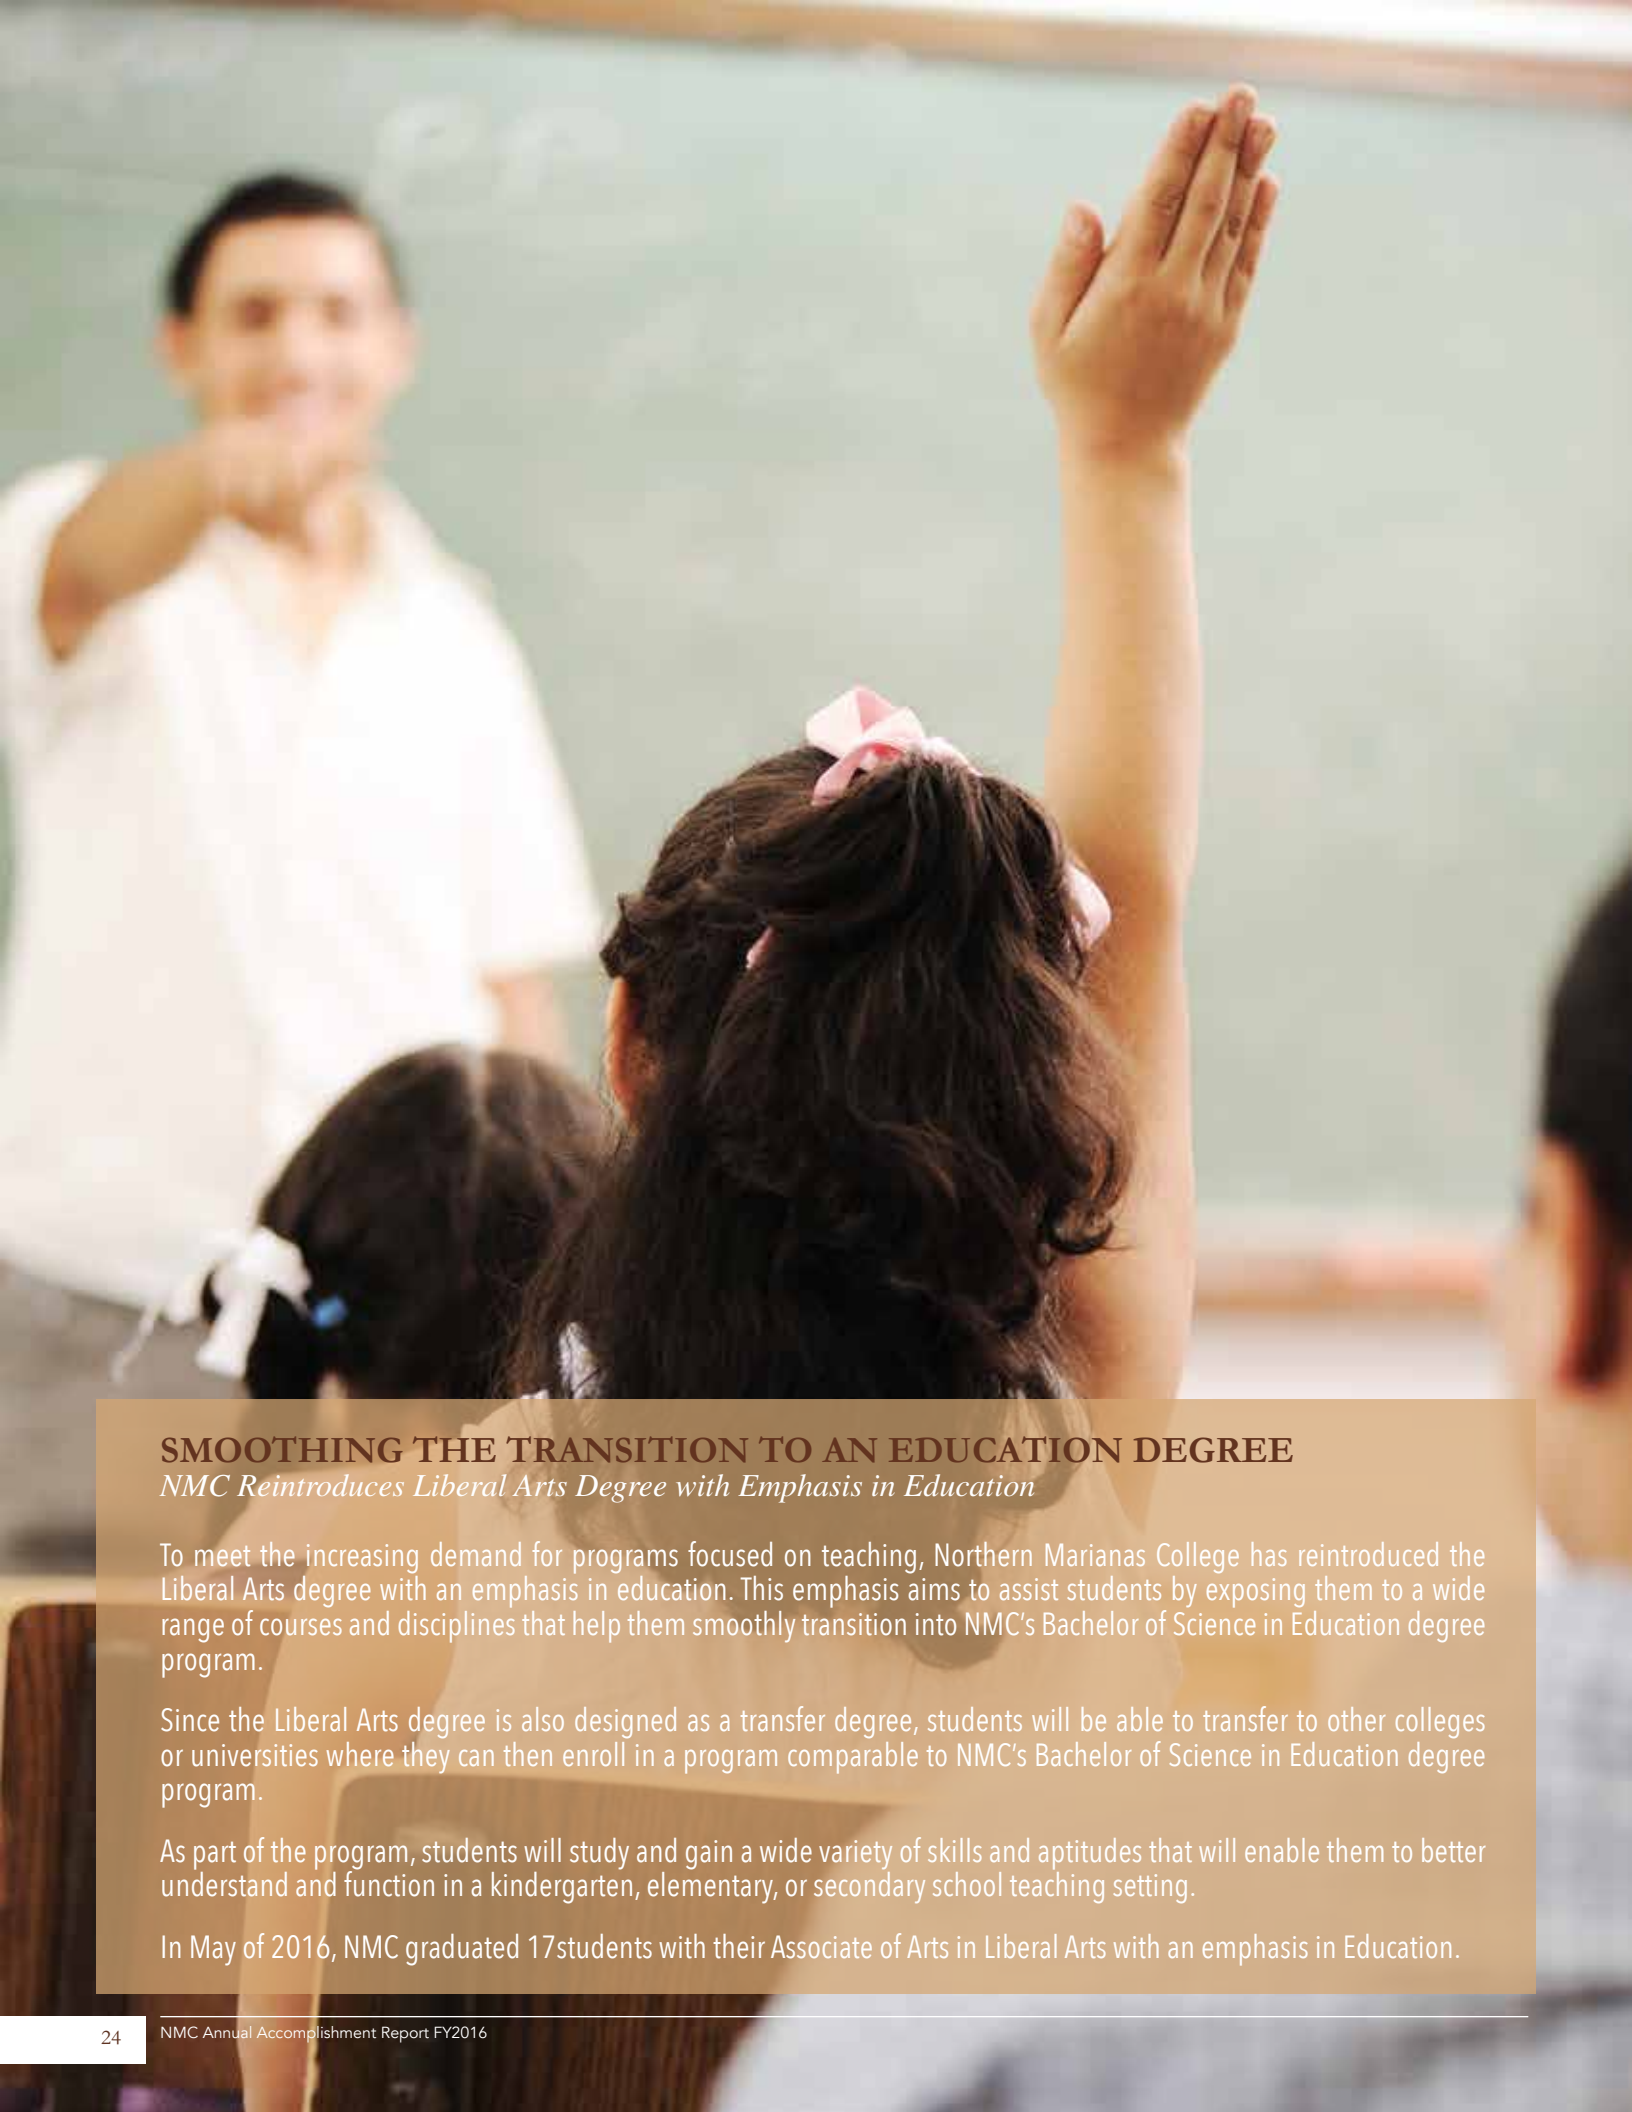 SMOOTHING THE TRANSITION TO AN EDUCATION DEGREE
NMC Reintroduces Liberal Arts Degree with Emphasis in Education
To meet the increasing demand for programs focused on teaching, Northern Marianas College has reintroduced the
Liberal Arts degree with an emphasis in education. This emphasis aims to assist students by exposing them to a wide
range of courses and disciplines that help them smoothly transition into NMC's Bachelor of Science in Education degree
program.
Since the Liberal Arts degree is also designed as a transfer degree, students will be able to transfer to other colleges
or universities where they can then enroll in a program comparable to NMC's Bachelor of Science in Education degree
program.
As part of the program, students will study and gain a wide variety of skills and aptitudes that will enable them to better
understand and function in a kindergarten, elementary, or secondary school teaching setting.
In May of 2016, NMC graduated 17students with their Associate of Arts in Liberal Arts with an emphasis in Education.
24
NMC Annual Accomplishment Report FY2016